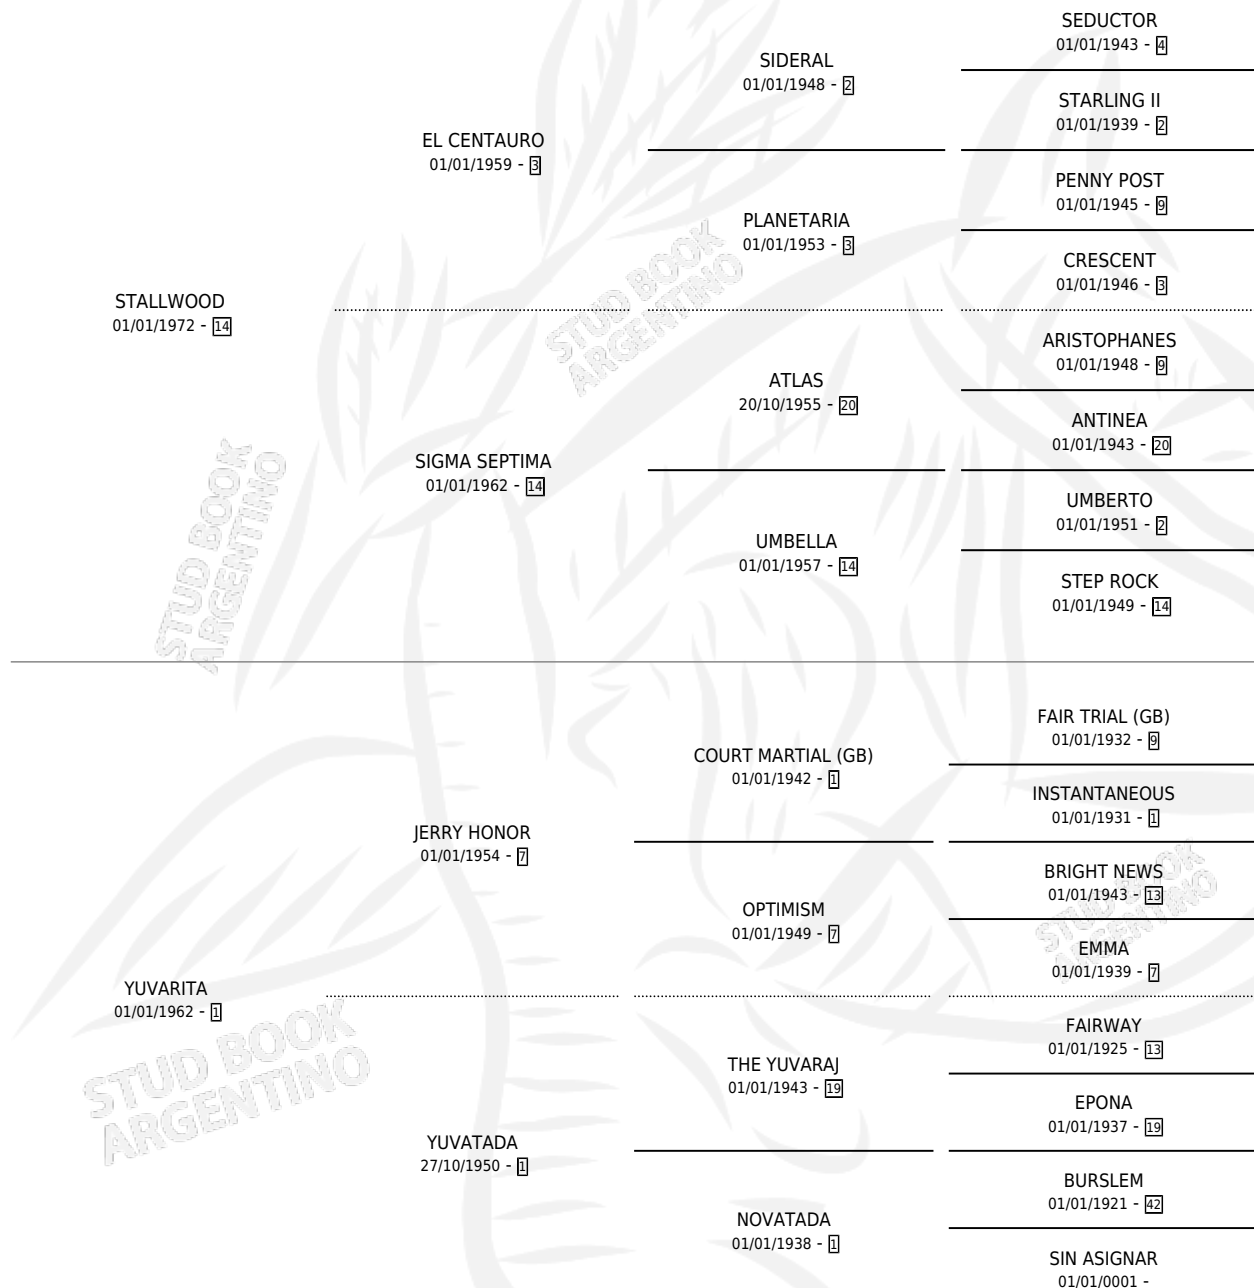 SEDUCTOR
01/01/1943 - 4
SIDERAL
01/01/1948 - 2
STARLING II
01/01/1939 - 2
EL CENTAURO
01/01/1959 - 3
PENNY POST
01/01/1945 - 9
PLANETARIA
01/01/1953 - 3
CRESCENT
01/01/1946 - 3
STALLWOOD
01/01/1972 - 14
ARISTOPHANES
01/01/1948 - 9
ATLAS
20/10/1955 - 20
ANTINEA
01/01/1943 - 20
SIGMA SEPTIMA
01/01/1962 - 14
UMBERTO
01/01/1951 - 2
UMBELLA
01/01/1957 - 14
STEP ROCK
01/01/1949 - 14
STUD BOOK
ARGENTINO
STUD BOOK
ARGENTINO
FAIR TRIAL (GB)
01/01/1932 - 9
COURT MARTIAL (GB)
01/01/1942 - 1
INSTANTANEOUS
01/01/1931 - 1
JERRY HONOR
01/01/1954 - 7
BRIGHT NEWS
01/01/1943 - 13
OPTIMISM
01/01/1949 - 7
EMMA
01/01/1939 - 7
YUVARITA
01/01/1962 - 1
FAIRWAY
01/01/1925 - 13
THE YUVARAJ
01/01/1943 - 19
EPONA
01/01/1937 - 19
YUVATADA
27/10/1950 - 1
BURSLEM
01/01/1921 - 42
NOVATADA
01/01/1938 - 1
SIN ASIGNAR
01/01/0001 -
STUD BOOK
ARGENTINO
STUD BOOK
ARGENTINO